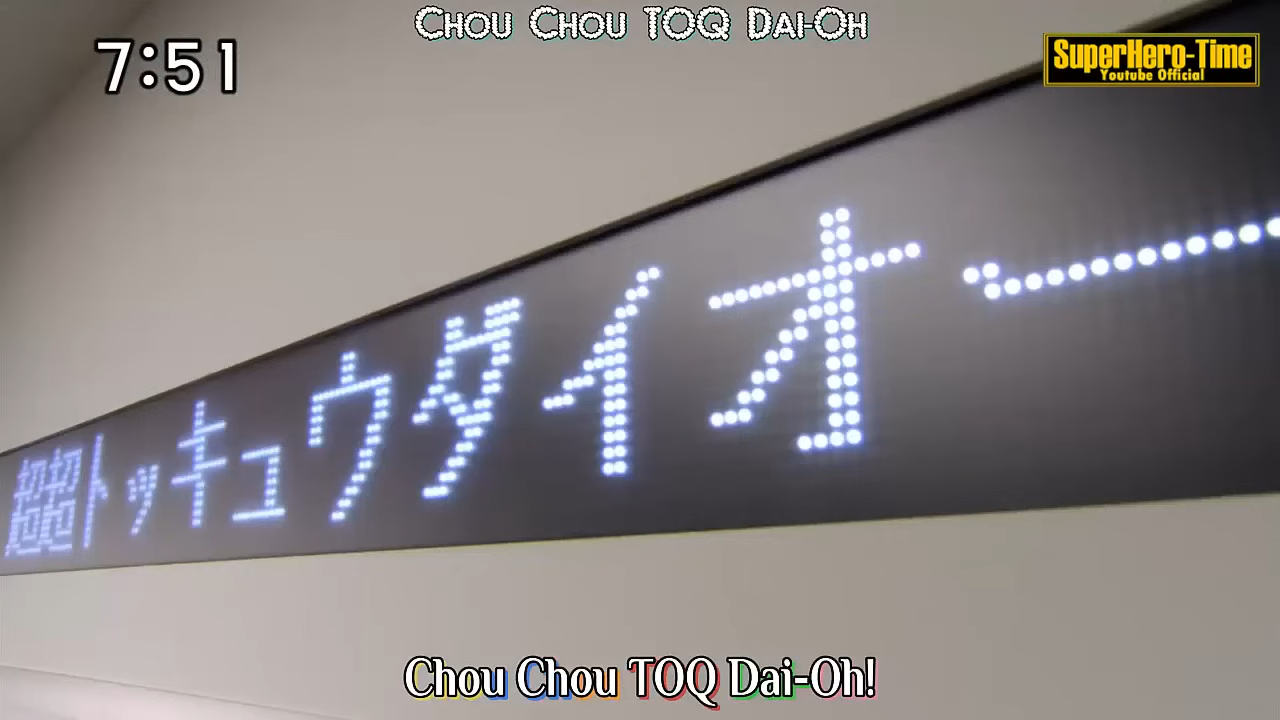 Chou Chou TOQ Dai-Oh
7:51
SuperHero-Time
Youtube Official
超超トッキュウダイオー
Chou Chou TOQ Dai-Oh!